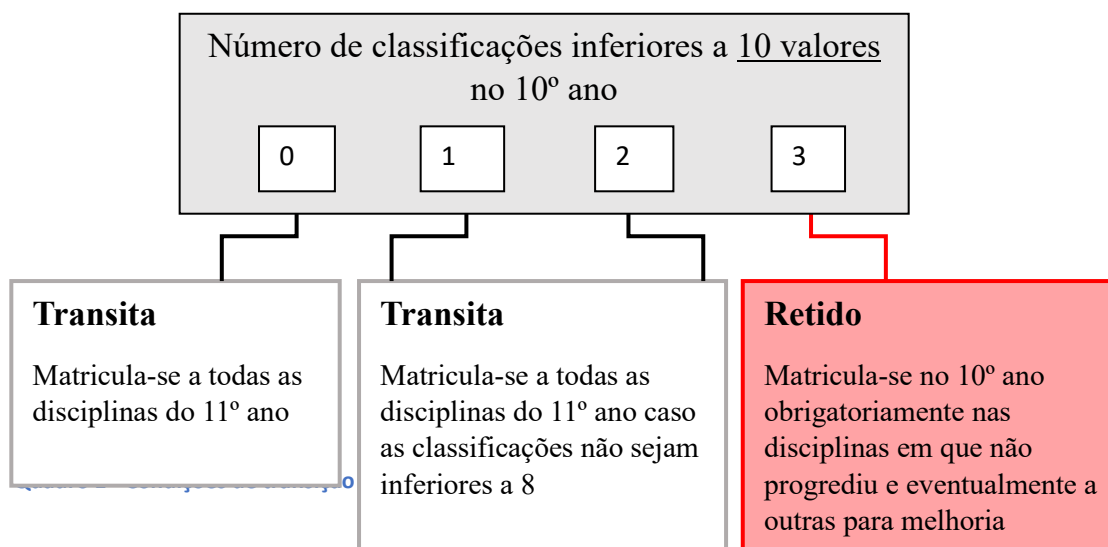 Número de classificações inferiores a 10 valores
no 10º ano
0
1
2
3
Transita
Matricula-se a todas as
disciplinas do 11º ano
Transita
Matricula-se a todas as
disciplinas do 11º ano caso
as classificações não sejam
inferiores a 8
Retido
Matricula-se no 10º ano
obrigatoriamente nas
disciplinas em que não
progrediu e eventualmente a
outras para melhoria